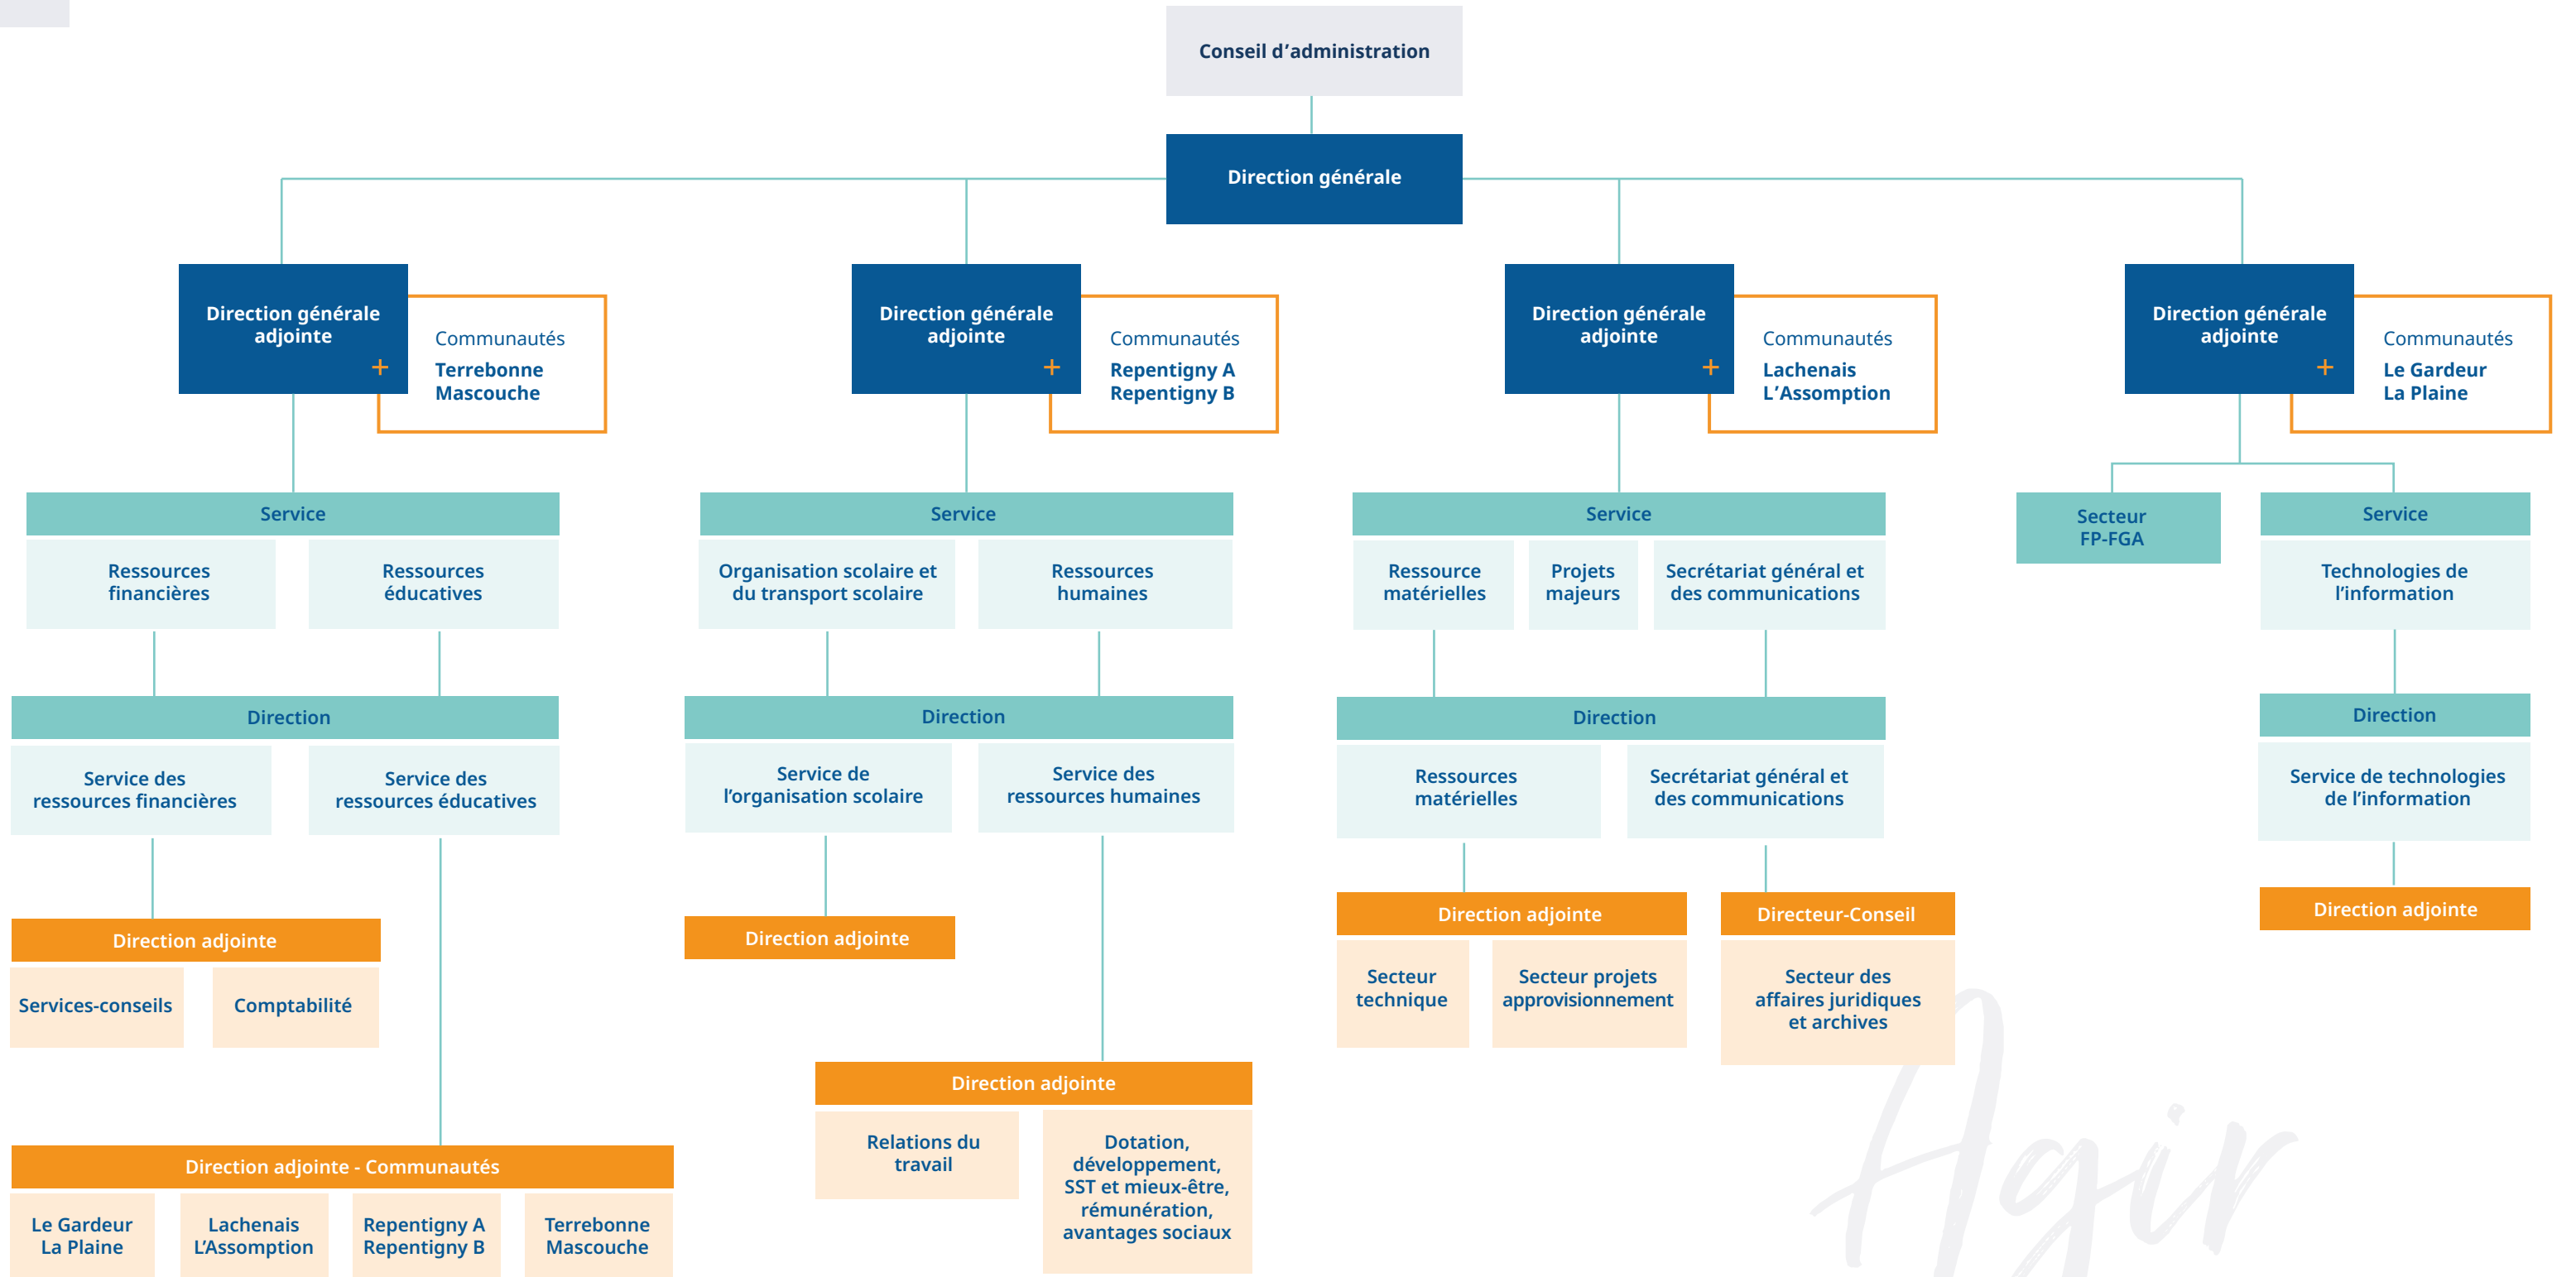 Conseil d’administration
Direction générale
Direction générale
adjointe
+
Communautés
Terrebonne
Mascouche
Direction générale
adjointe
+
Communautés
Repentigny A
Repentigny B
Direction générale
adjointe
+
Communautés
Lachenais
L’Assomption
Direction générale
adjointe
+
Communautés
Le Gardeur
La Plaine
Service
Ressources
financières
Ressources
éducatives
Direction
Service des
ressources financières
Service des
ressources éducatives
Direction adjointe
Services-conseils
Comptabilité
Direction adjointe - Communautés
Le Gardeur
La Plaine
Lachenais
L’Assomption
Repentigny A
Repentigny B
Terrebonne
Mascouche
Service
Organisation scolaire et
du transport scolaire
Ressources
humaines
Direction
Service de
l’organisation scolaire
Service des
ressources humaines
Direction adjointe
Direction adjointe
Relations du
travail
Dotation,
développement,
SST et mieux-être,
rémunération,
avantages sociaux
Service
Ressource
matérielles
Projets
majeurs
Secrétariat général et
des communications
Direction
Ressources
matérielles
Secrétariat général et
des communications
Direction adjointe
Secteur
technique
Secteur projets
approvisionnement
Directeur-Conseil
Secteur des
affaires juridiques
et archives
Secteur
FP-FGA
Service
Technologies de
l’information
Direction
Service de technologies
de l’information
Direction adjointe
Agir